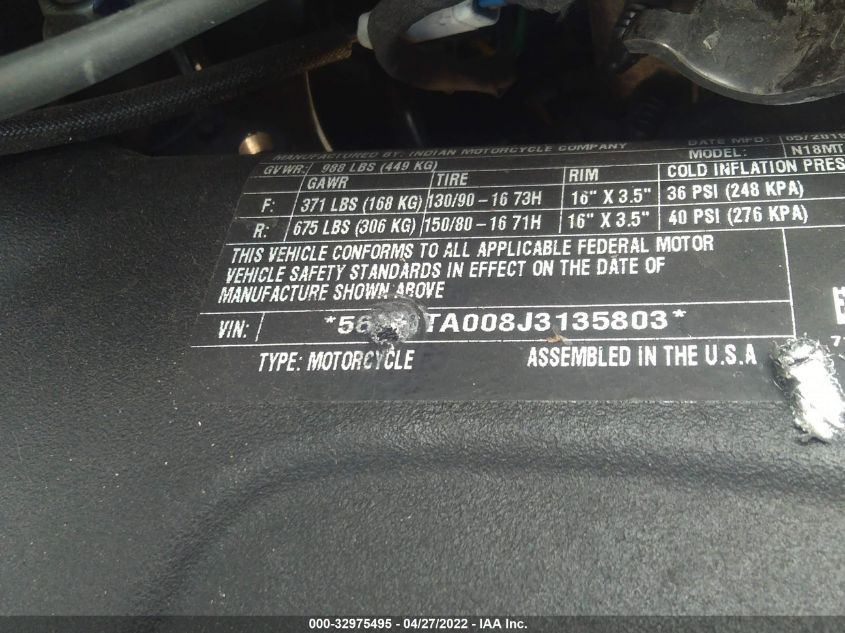 MANUFACTURED BY: INDIAN MOTORCYCLE COMPANY DATE MFD:
GVWR: 988 LBS (449 KG) MODEL: N18MT
GAWR TIRE RIM COLD INFLATION PRES
F: 371 LBS (168 KG) 130/90 – 16 73H 16" X 3.5" 36 PSI (248 KPA)
R: 675 LBS (306 KG) 150/80 – 16 71H 16" X 3.5" 40 PSI (276 KPA)
THIS VEHICLE CONFORMS TO ALL APPLICABLE FEDERAL MOTOR
VEHICLE SAFETY STANDARDS IN EFFECT ON THE DATE OF
MANUFACTURE SHOWN ABOVE
VIN: *56 TA008J3135803*
TYPE: MOTORCYCLE ASSEMBLED IN THE U.S.A
000-32975495 - 04/27/2022 - IAA Inc.